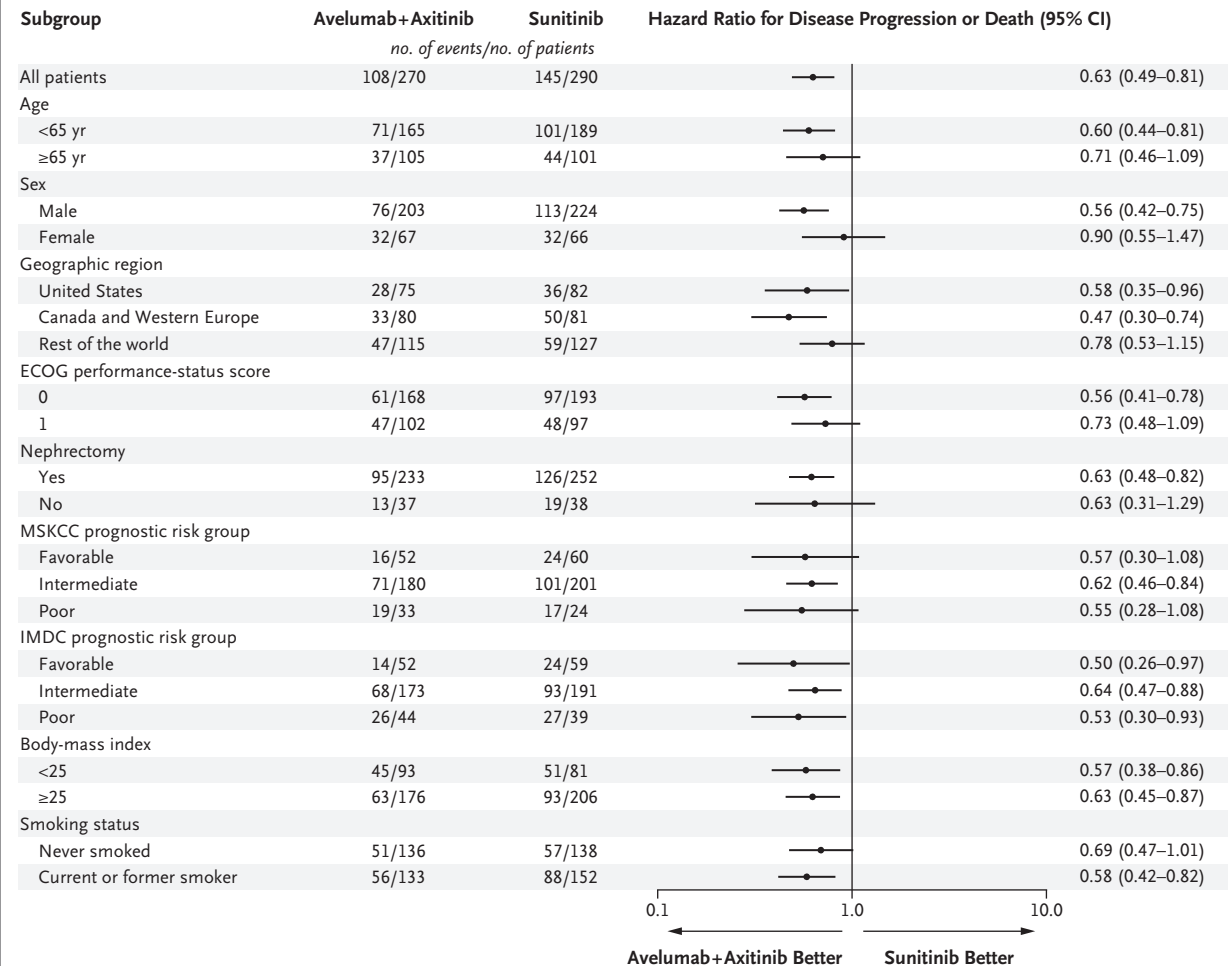 Subgroup Avelumab+Axitinib Sunitinib Hazard Ratio for Disease Progression or Death (95% CI)
no. of events/no. of patients
All patients 108/270 145/290 0.63 (0.49–0.81)
Age
<65 yr 71/165 101/189 0.60 (0.44–0.81)
≥65 yr 37/105 44/101 0.71 (0.46–1.09)
Sex
Male 76/203 113/224 0.56 (0.42–0.75)
Female 32/67 32/66 0.90 (0.55–1.47)
Geographic region
United States 28/75 36/82 0.58 (0.35–0.96)
Canada and Western Europe 33/80 50/81 0.47 (0.30–0.74)
Rest of the world 47/115 59/127 0.78 (0.53–1.15)
ECOG performance-status score
0 61/168 97/193 0.56 (0.41–0.78)
1 47/102 48/97 0.73 (0.48–1.09)
Nephrectomy
Yes 95/233 126/252 0.63 (0.48–0.82)
No 13/37 19/38 0.63 (0.31–1.29)
MSKCC prognostic risk group
Favorable 16/52 24/60 0.57 (0.30–1.08)
Intermediate 71/180 101/201 0.62 (0.46–0.84)
Poor 19/33 17/24 0.55 (0.28–1.08)
IMDC prognostic risk group
Favorable 14/52 24/59 0.50 (0.26–0.97)
Intermediate 68/173 93/191 0.64 (0.47–0.88)
Poor 26/44 27/39 0.53 (0.30–0.93)
Body-mass index
<25 45/93 51/81 0.57 (0.38–0.86)
≥25 63/176 93/206 0.63 (0.45–0.87)
Smoking status
Never smoked 51/136 57/138 0.69 (0.47–1.01)
Current or former smoker 56/133 88/152 0.58 (0.42–0.82)
0.1 1.0 10.0
Avelumab+Axitinib Better Sunitinib Better